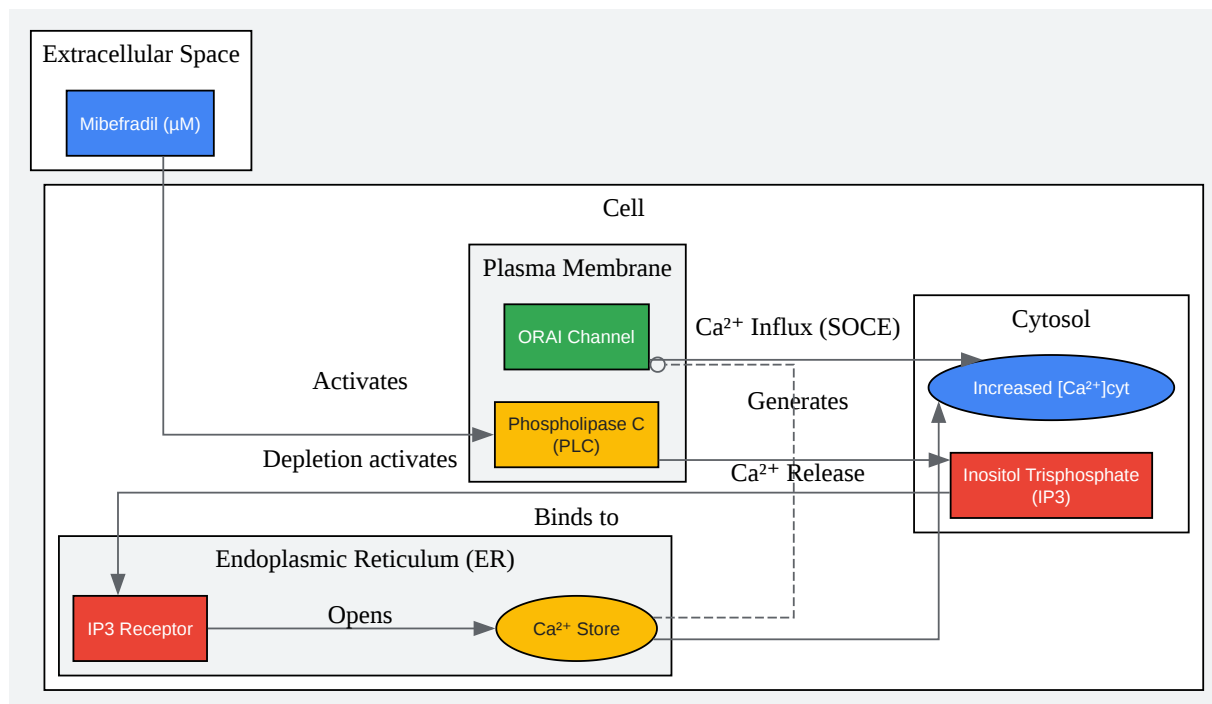 Extracellular Space
Mibefradil (µM)
Cell
Plasma Membrane
ORAI Channel
Ca²⁺ Influx (SOCE)
Cytosol
Increased [Ca²⁺]cyt
Activates
Generates
Phospholipase C
(PLC)
Depletion activates
Ca²⁺ Release
Inositol Trisphosphate
(IP3)
Binds to
Endoplasmic Reticulum (ER)
IP3 Receptor
Opens
Ca²⁺ Store